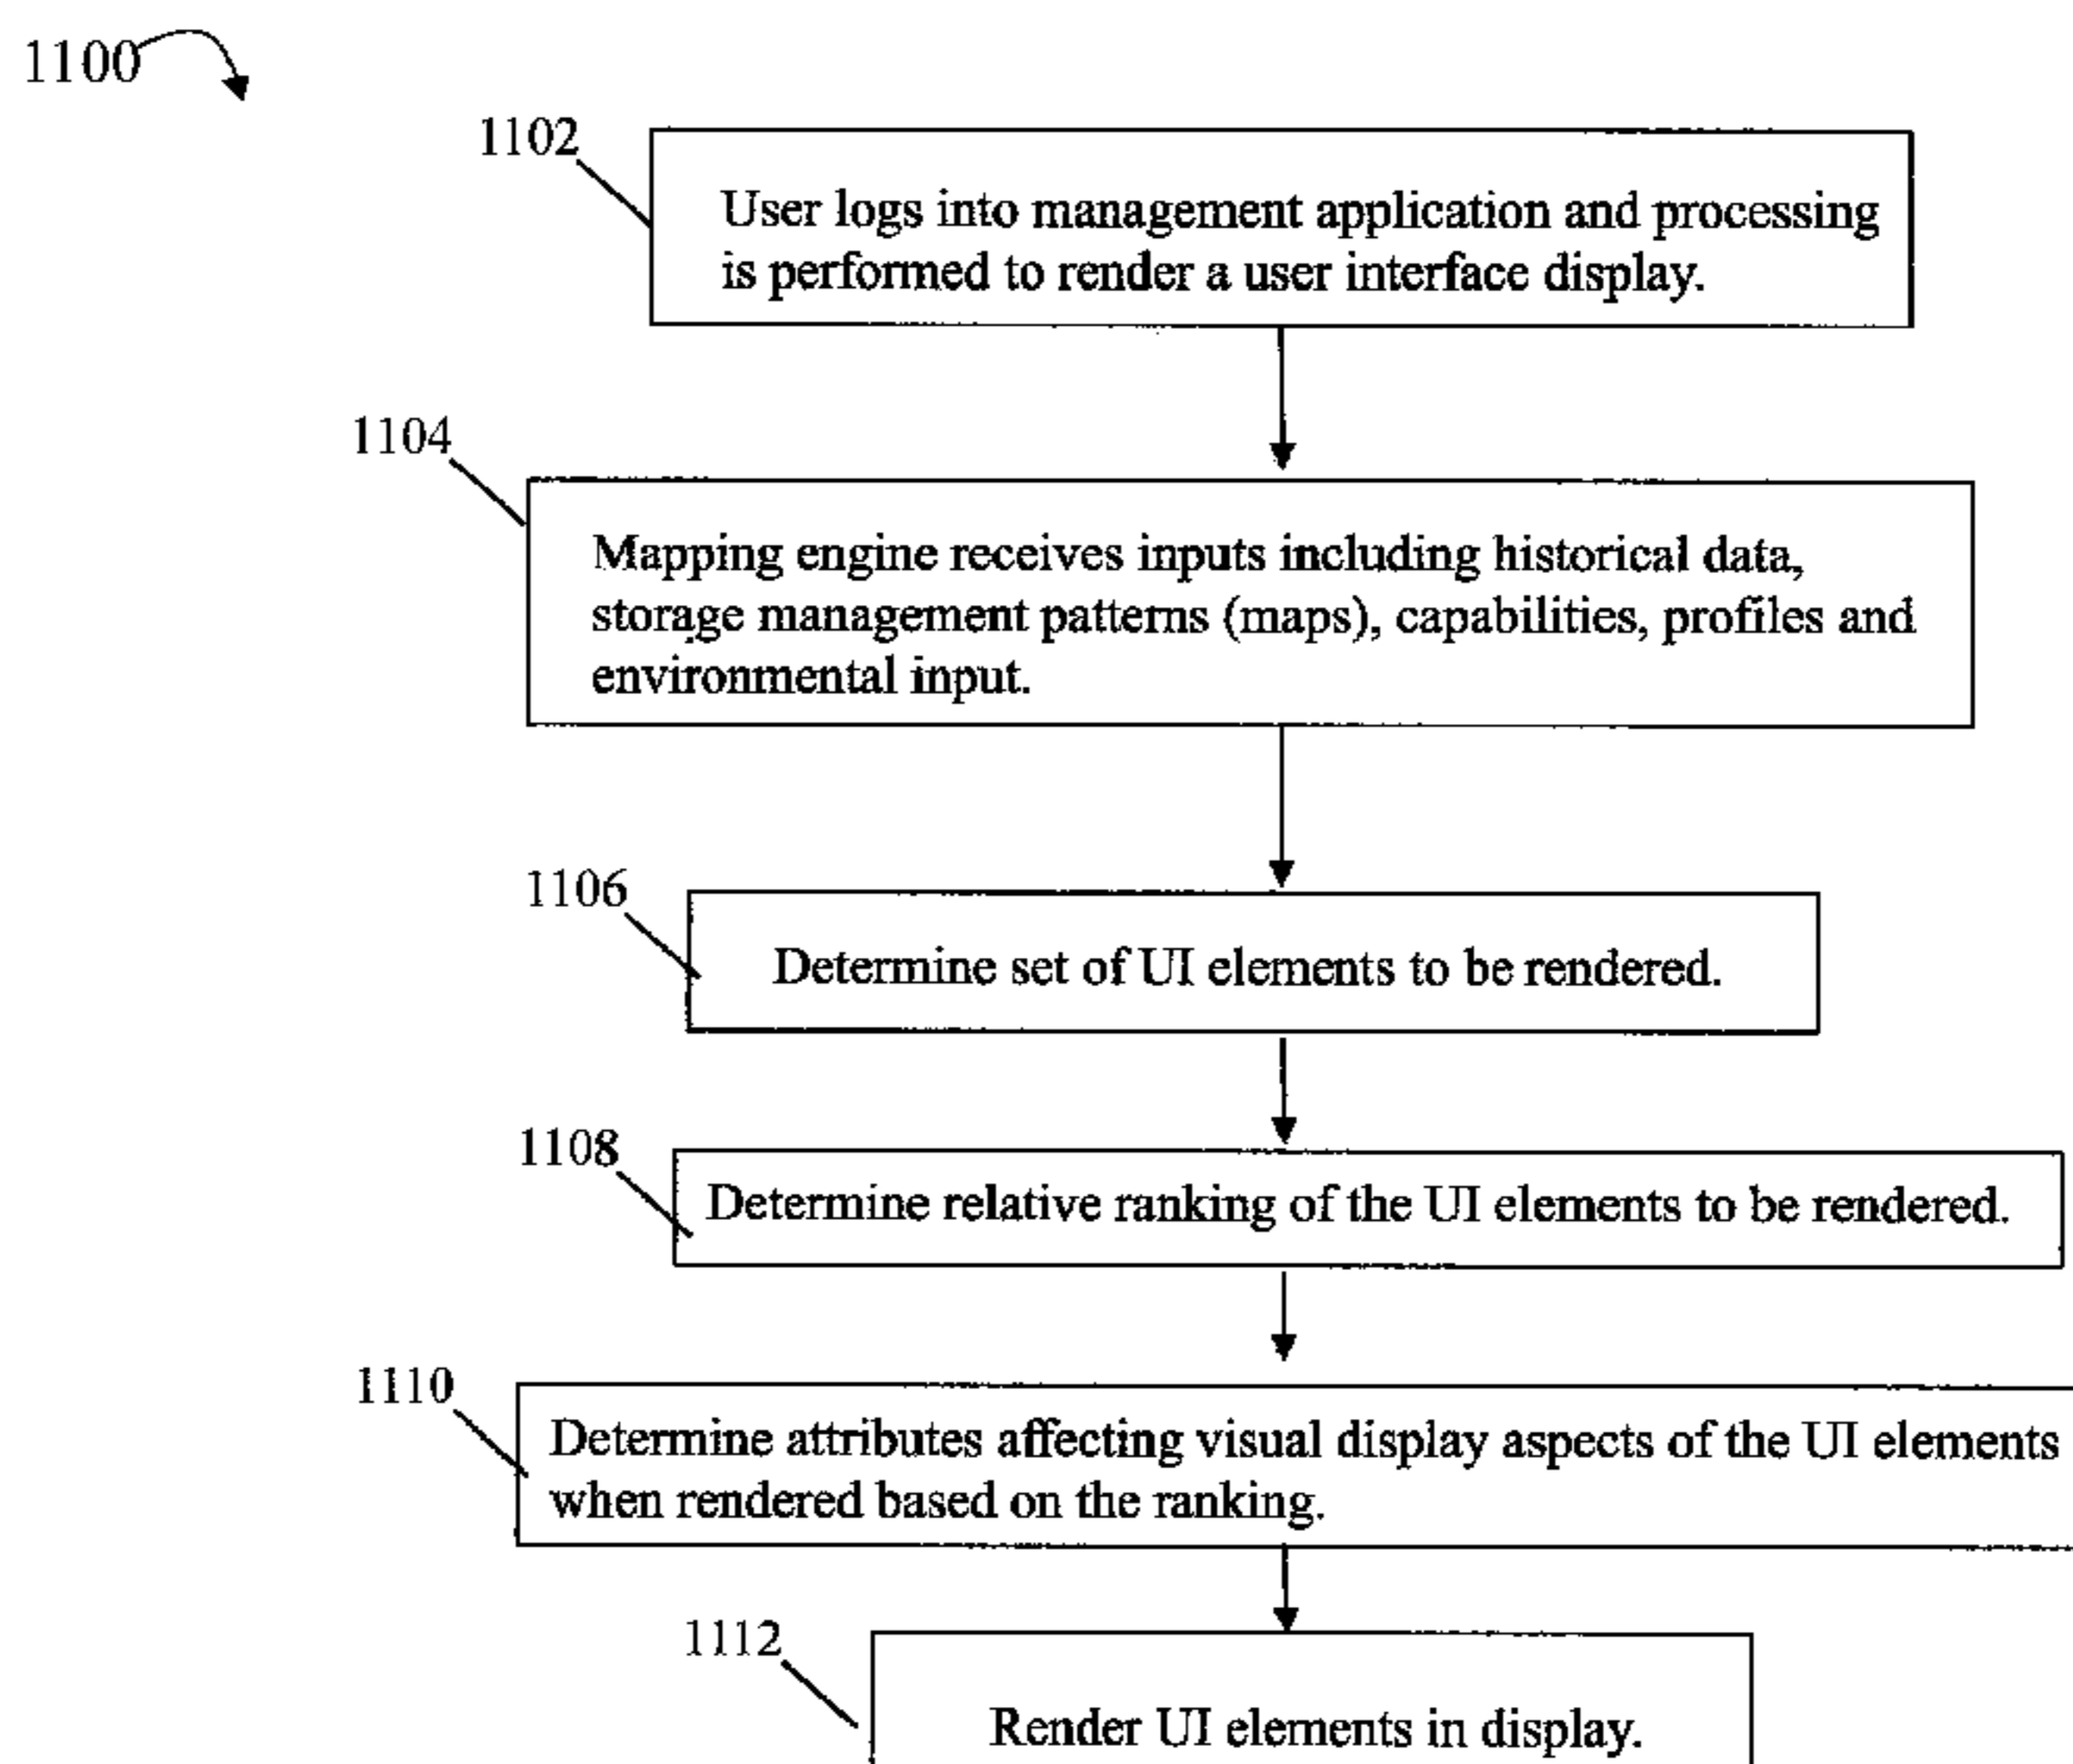 1100
1102
User logs into management application and processing
is performed to render a user interface display.
1104
Mapping engine receives inputs including historical data,
storage management patterns (maps), capabilities, profiles and
environmental input.
1106
Determine set of UI elements to be rendered.
1108
Determine relative ranking of the UI elements to be rendered.
1110
Determine attributes affecting visual display aspects of the UI elements
when rendered based on the ranking.
1112
Render UI elements in display.